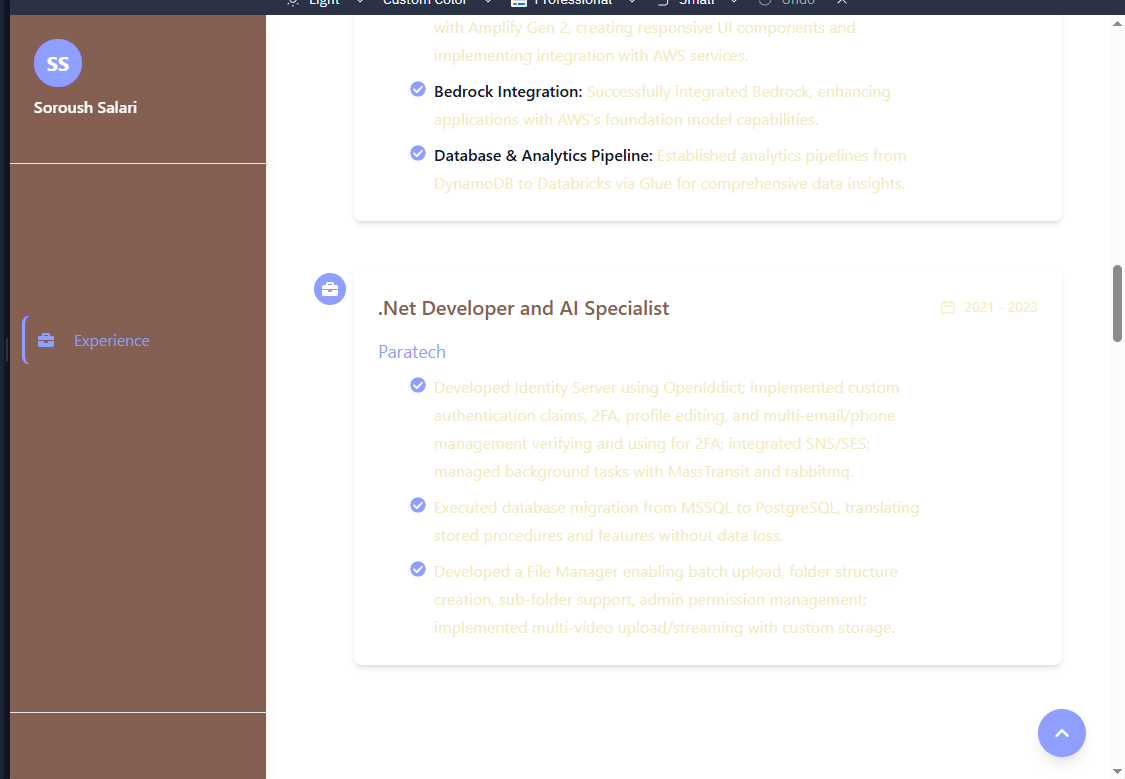 Light
Custom Color
Professional
Small
Undo
SS
Soroush Salari
Experience
with Amplify Gen 2, creating responsive UI components and
implementing integration with AWS services.
Bedrock Integration: Successfully integrated Bedrock, enhancing
applications with AWS's foundation model capabilities.
Database & Analytics Pipeline: Established analytics pipelines from
DynamoDB to Databricks via Glue for comprehensive data insights.
.Net Developer and AI Specialist
2021 - 2023
Paratech
Developed Identity Server using OpenIddict; implemented custom
authentication claims, 2FA, profile editing, and multi-email/phone
management verifying and using for 2FA; integrated SNS/SES;
managed background tasks with MassTransit and rabbitmq.
Executed database migration from MSSQL to PostgreSQL, translating
stored procedures and features without data loss.
Developed a File Manager enabling batch upload, folder structure
creation, sub-folder support, admin permission management;
implemented multi-video upload/streaming with custom storage.